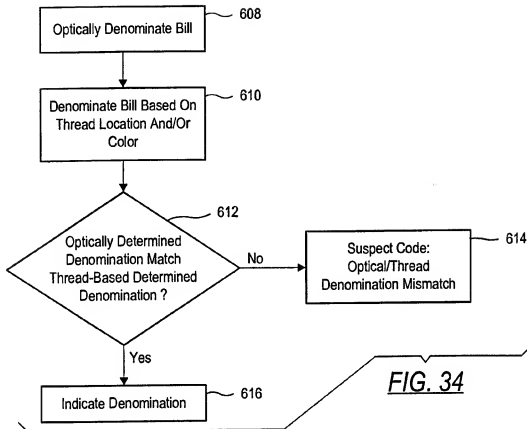 Optically Denominate Bill
608
Denominate Bill Based On
Thread Location And/Or
Color
610
612
Optically Determined
Denomination Match
Thread-Based Determined
Denomination ?
No
Suspect Code:
Optical/Thread
Denomination Mismatch
614
Yes
Indicate Denomination
616
FIG. 34